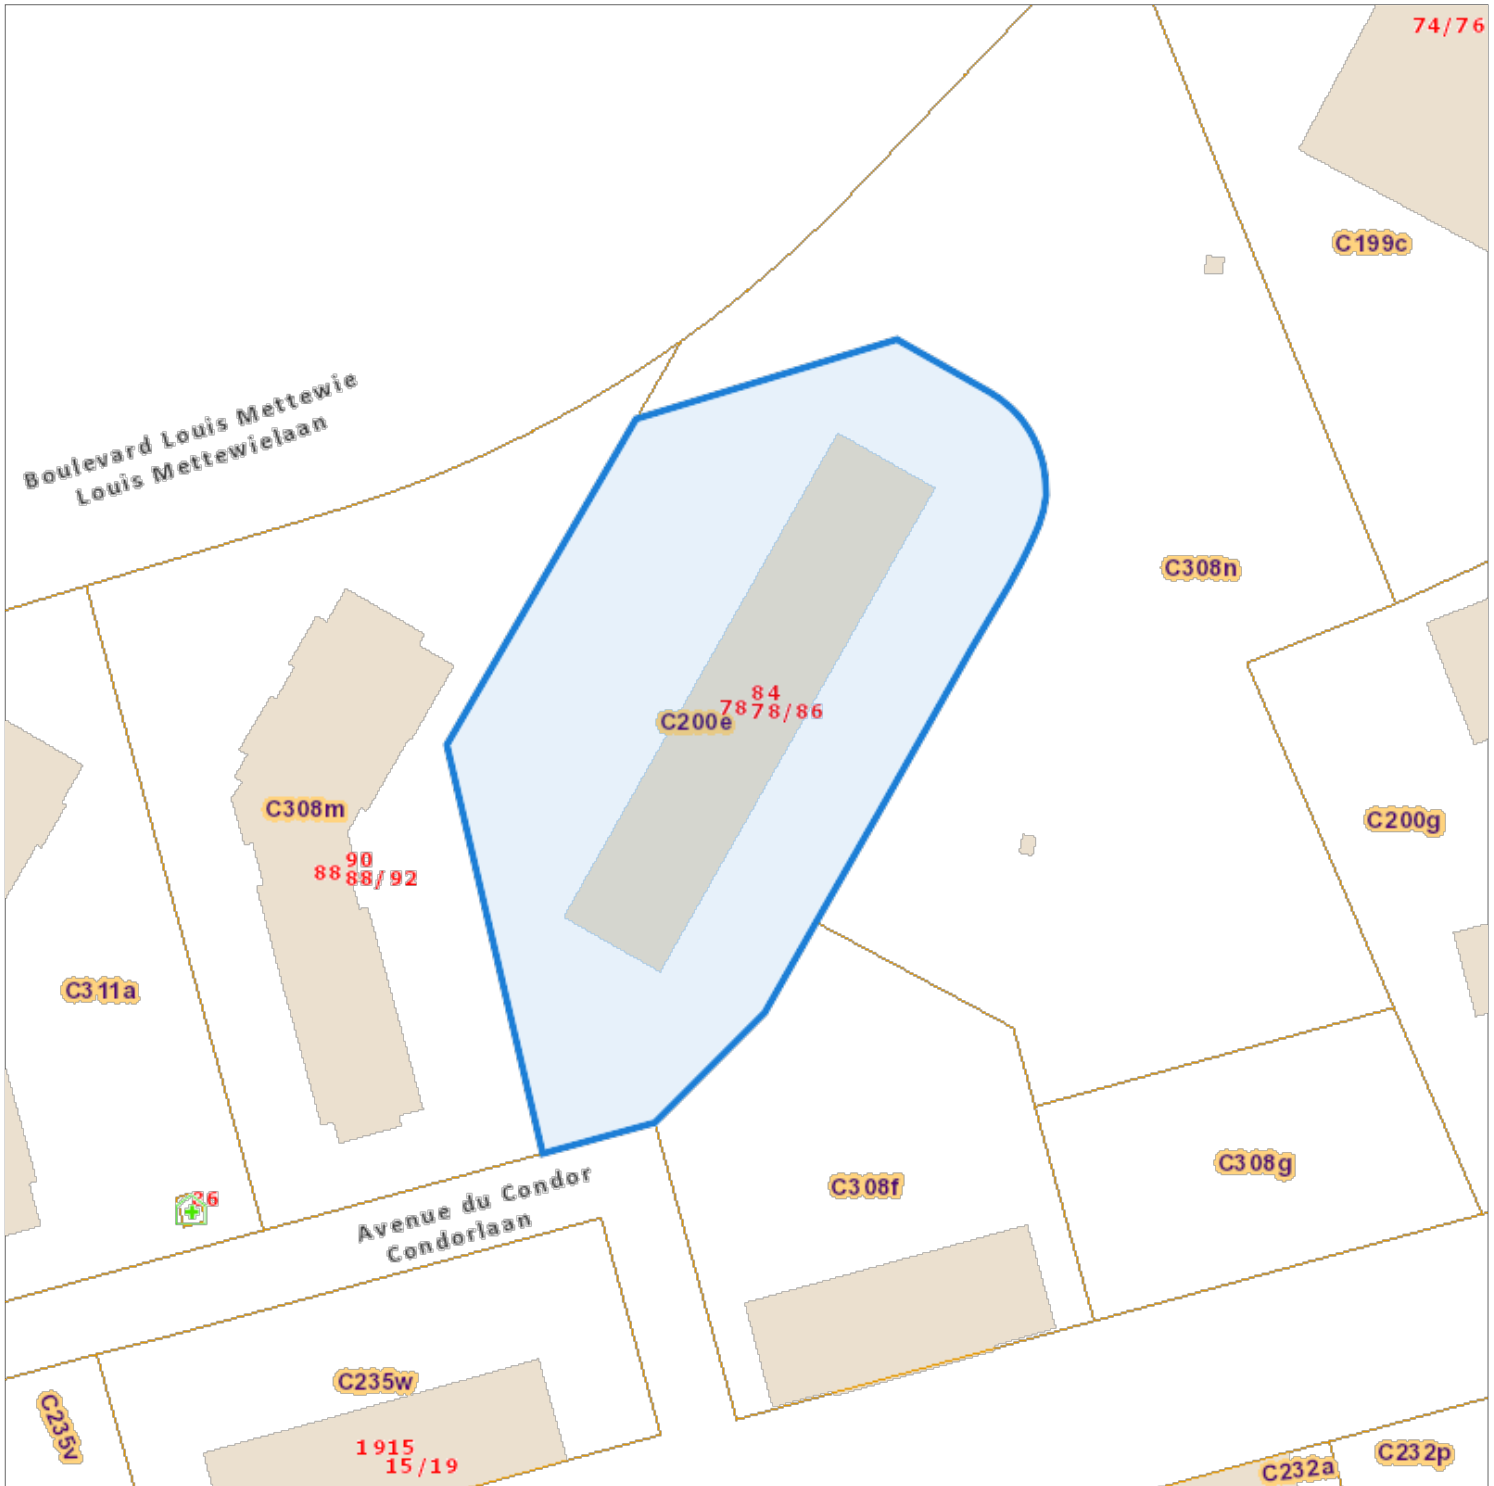 74/76
C199c
Boulevard Louis Mettewie
Louis Mettewielaan
C308n
84
78 78/86
C200e
C308m
90
88 88/92
C200g
C311a
C308g
C308f
26
Avenue du Condor
Condorlaan
C235w
C235v
1915
15/19
C232p
C232a